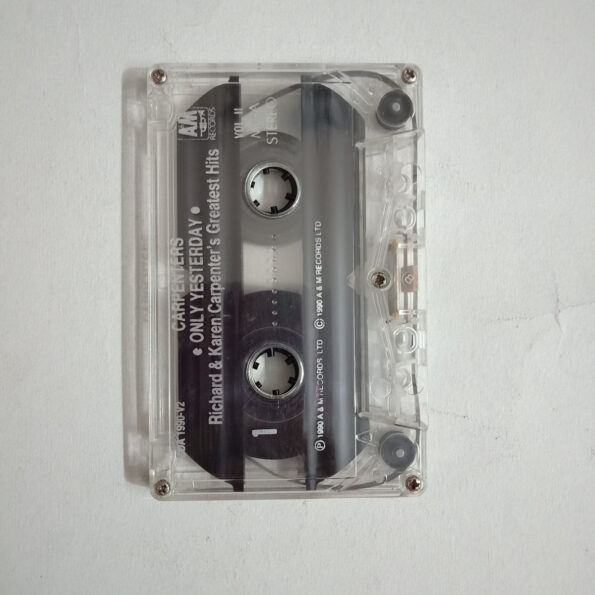 CARPENTERS
• ONLY YESTERDAY •
Richard & Karen Carpenter's Greatest Hits
A&M
RECORDS
VOL. II
STEREO
1
Ⓟ 1990 A & M RECORDS LTD © 1990 A & M RECORDS LTD